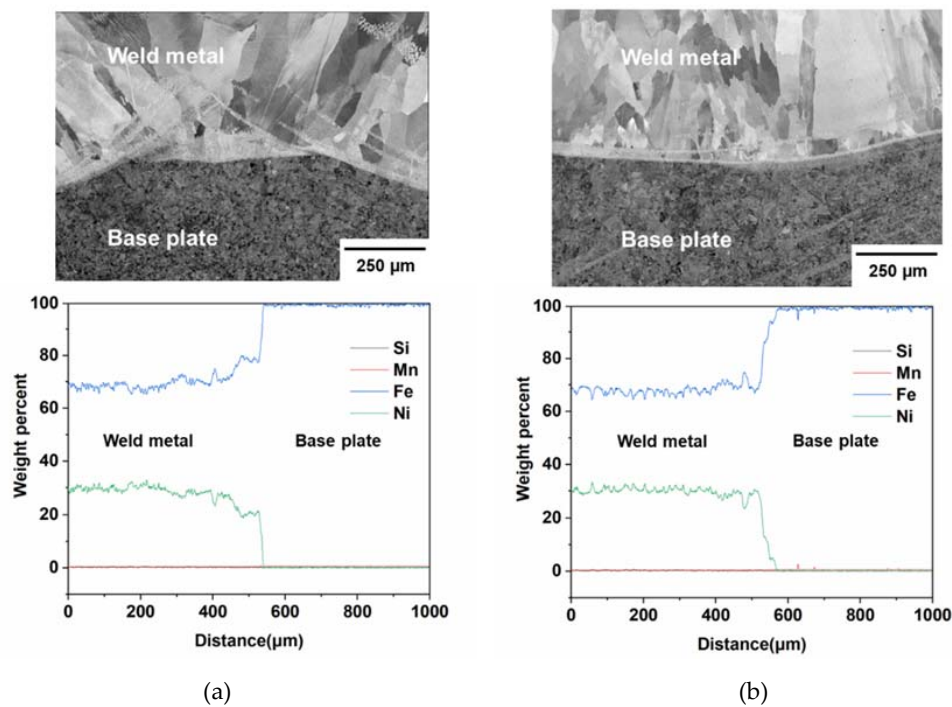 Weld metal
Base plate
250 µm
Weld metal
Base plate
250 µm
100
80
60
40
20
0
Weight percent
Si
Mn
Fe
Ni
Weld metal
Base plate
0 200 400 600 800 1000
Distance(µm)
100
80
60
40
20
0
Weight percent
Si
Mn
Fe
Ni
Weld metal
Base plate
0 200 400 600 800 1000
Distance(µm)
(a)
(b)